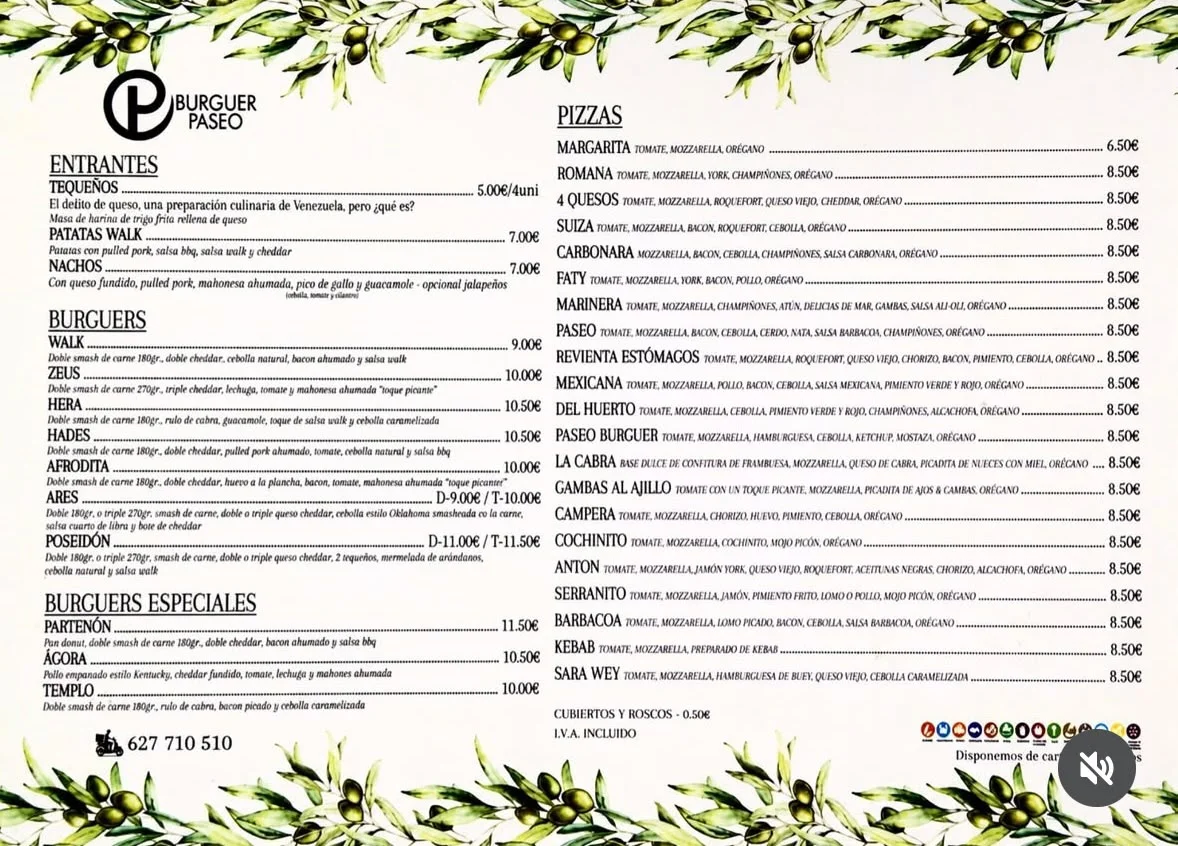 BURGUER
PASEO
ENTRANTES
TEQUEÑOS ........ 5.00€/4uni
El delito de queso, una preparación culinaria de Venezuela, pero ¿qué es?
Masa de harina de trigo frita rellena de queso
PATATAS WALK ........ 7.00€
Patatas con pulled pork, salsa bbq, salsa walk y cheddar
NACHOS ........ 7.00€
Con queso fundido, pulled pork, mahonesa ahumada, pico de gallo y guacamole - opcional jalapeños
(cebolla, tomate y cilantro)
BURGUERS
WALK ........ 9.00€
Doble smash de carne 180gr., doble cheddar, cebolla natural, bacon ahumado y salsa walk
ZEUS ........ 10.00€
Doble smash de carne 270gr., triple cheddar, lechuga, tomate y mahonesa ahumada "toque picante"
HERA ........ 10.50€
Doble smash de carne 180gr., rulo de cabra, guacamole, toque de salsa walk y cebolla caramelizada
HADES ........ 10.50€
Doble smash de carne 180gr., doble cheddar, pulled pork ahumado, tomate, cebolla natural y salsa bbq
AFRODITA ........ 10.00€
Doble smash de carne 180gr., doble cheddar, huevo a la plancha, bacon, tomate, mahonesa ahumada "toque picante"
ARES ........ D-9.00€ / T-10.00€
Doble 180gr. o triple 270gr. smash de carne, doble o triple queso cheddar, cebolla estilo Oklahoma smasheada co la carne,
salsa cuarto de libra y bote de cheddar
POSEIDÓN ........ D-11.00€ / T-11.50€
Doble 180gr. o triple 270gr, smash de carne, doble o triple queso cheddar, 2 tequeños, mermelada de arándanos,
cebolla natural y salsa walk
BURGUERS ESPECIALES
PARTENÓN ........ 11.50€
Pan donut, doble smash de carne 180gr., doble cheddar, bacon ahumado y salsa bbq
ÁGORA ........ 10.50€
Pollo empanado estilo Kentucky, cheddar fundido, tomate, lechuga y mahones ahumada
TEMPLO ........ 10.00€
Doble smash de carne 180gr., rulo de cabra, bacon picado y cebolla caramelizada
627 710 510
PIZZAS
MARGARITA TOMATE, MOZZARELLA, ORÉGANO ........ 6.50€
ROMANA TOMATE, MOZZARELLA, YORK, CHAMPIÑONES, ORÉGANO ........ 8.50€
4 QUESOS TOMATE, MOZZARELLA, ROQUEFORT, QUESO VIEJO, CHEDDAR, ORÉGANO ........ 8.50€
SUIZA TOMATE, MOZZARELLA, BACON, ROQUEFORT, CEBOLLA, ORÉGANO ........ 8.50€
CARBONARA MOZZARELLA, BACON, CEBOLLA, CHAMPIÑONES, SALSA CARBONARA, ORÉGANO ........ 8.50€
FATY TOMATE, MOZZARELLA, YORK, BACON, POLLO, ORÉGANO ........ 8.50€
MARINERA TOMATE, MOZZARELLA, CHAMPIÑONES, ATÚN, DELICIAS DE MAR, GAMBAS, SALSA ALI-OLI, ORÉGANO ........ 8.50€
PASEO TOMATE, MOZZARELLA, BACON, CEBOLLA, CERDO, NATA, SALSA BARBACOA, CHAMPIÑONES, ORÉGANO ........ 8.50€
REVIENTA ESTÓMAGOS TOMATE, MOZZARELLA, ROQUEFORT, QUESO VIEJO, CHORIZO, BACON, PIMIENTO, CEBOLLA, ORÉGANO .. 8.50€
MEXICANA TOMATE, MOZZARELLA, POLLO, BACON, CEBOLLA, SALSA MEXICANA, PIMIENTO VERDE Y ROJO, ORÉGANO ........ 8.50€
DEL HUERTO TOMATE, MOZZARELLA, CEBOLLA, PIMIENTO VERDE Y ROJO, CHAMPIÑONES, ALCACHOFA, ORÉGANO ........ 8.50€
PASEO BURGUER TOMATE, MOZZARELLA, HAMBURGUESA, CEBOLLA, KETCHUP, MOSTAZA, ORÉGANO ........ 8.50€
LA CABRA BASE DULCE DE CONFITURA DE FRAMBUESA, MOZZARELLA, QUESO DE CABRA, PICADITA DE NUECES CON MIEL, ORÉGANO .... 8.50€
GAMBAS AL AJILLO TOMATE CON UN TOQUE PICANTE, MOZZARELLA, PICADITA DE AJOS & GAMBAS, ORÉGANO ........ 8.50€
CAMPERA TOMATE, MOZZARELLA, CHORIZO, HUEVO, PIMIENTO, CEBOLLA, ORÉGANO ........ 8.50€
COCHINITO TOMATE, MOZZARELLA, COCHINITO, MOJO PICÓN, ORÉGANO ........ 8.50€
ANTON TOMATE, MOZZARELLA, JAMÓN YORK, QUESO VIEJO, ROQUEFORT, ACEITUNAS NEGRAS, CHORIZO, ALCACHOFA, ORÉGANO ........ 8.50€
SERRANITO TOMATE, MOZZARELLA, JAMÓN, PIMIENTO FRITO, LOMO O POLLO, MOJO PICÓN, ORÉGANO ........ 8.50€
BARBACOA TOMATE, MOZZARELLA, LOMO PICADO, BACON, CEBOLLA, SALSA BARBACOA, ORÉGANO ........ 8.50€
KEBAB TOMATE, MOZZARELLA, PREPARADO DE KEBAB ........ 8.50€
SARA WEY TOMATE, MOZZARELLA, HAMBURGUESA DE BUEY, QUESO VIEJO, CEBOLLA CARAMELIZADA ........ 8.50€
CUBIERTOS Y ROSCOS - 0.50€
I.V.A. INCLUIDO
Disponemos de